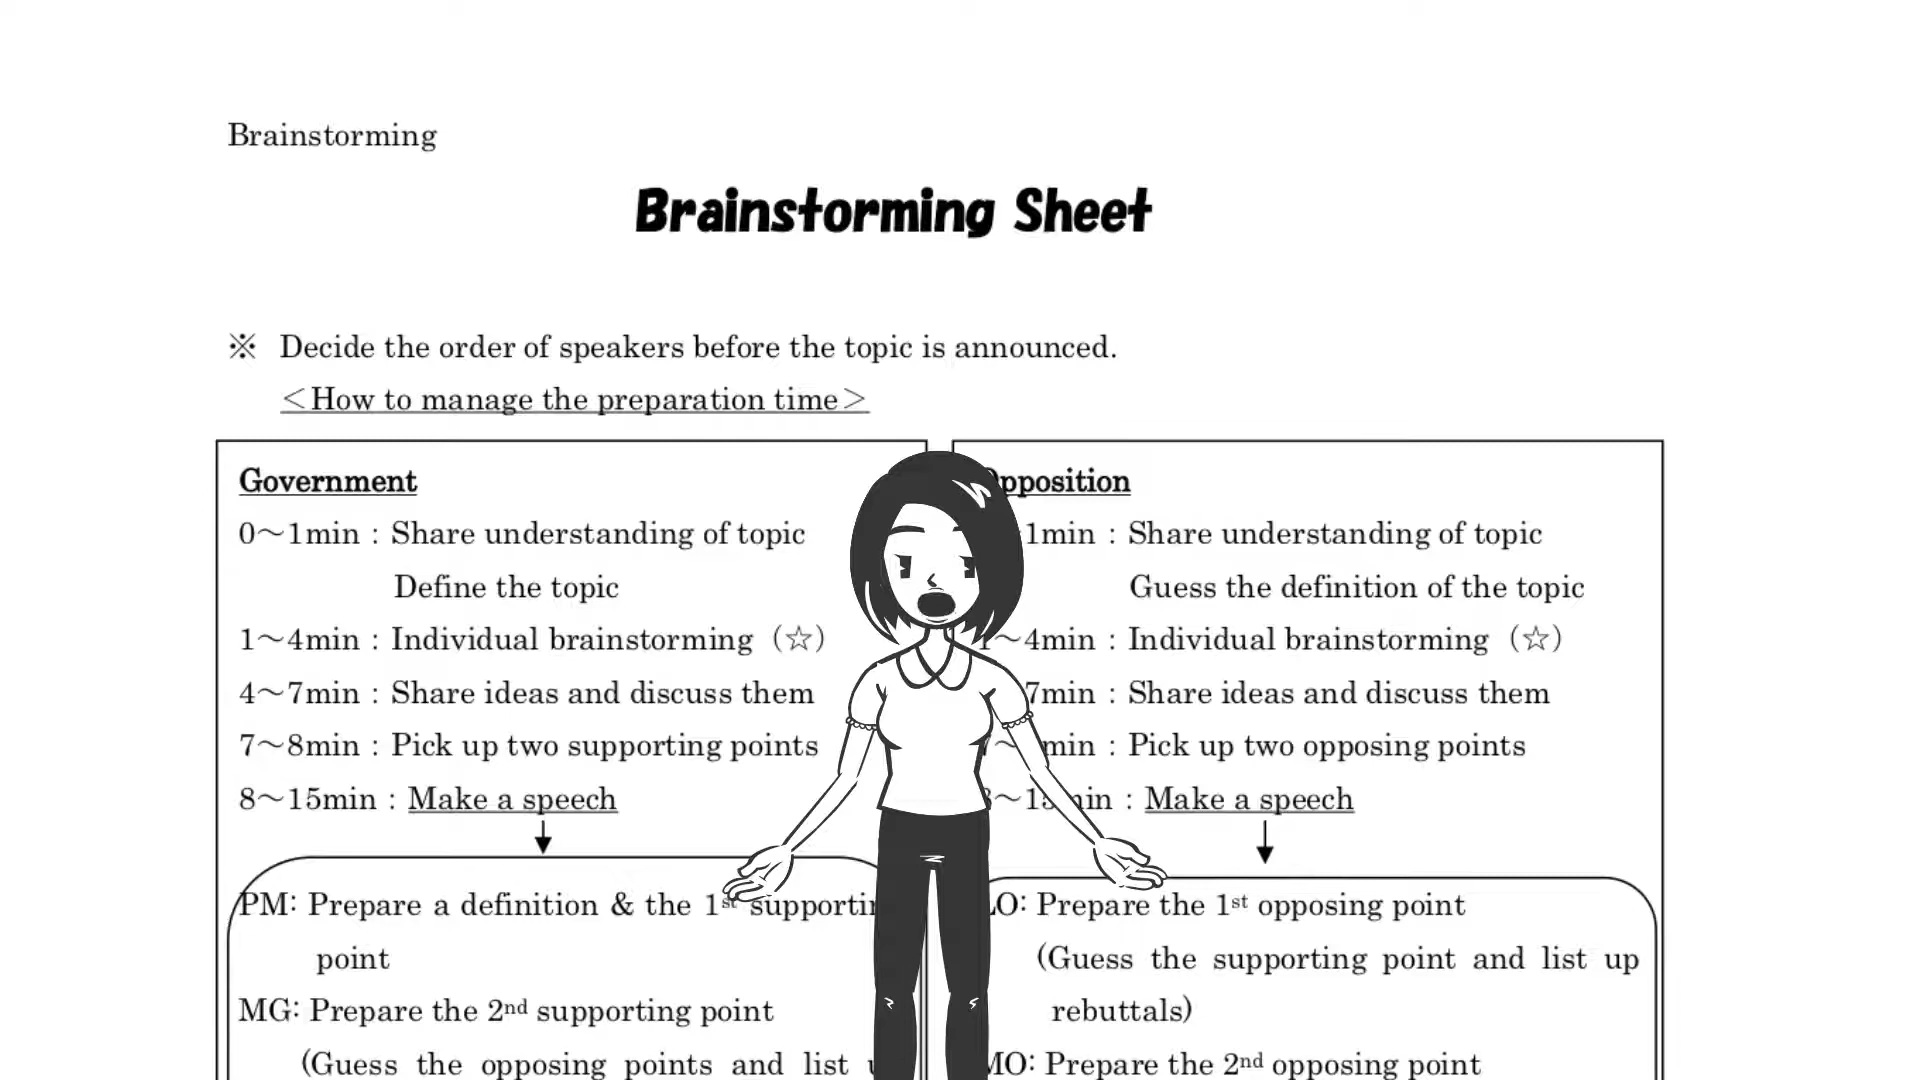 Brainstorming
Brainstorming Sheet
※ Decide the order of speakers before the topic is announced.
＜How to manage the preparation time＞
Government
0～1min : Share understanding of topic
Define the topic
1～4min : Individual brainstorming（☆）
4～7min : Share ideas and discuss them
7～8min : Pick up two supporting points
8～15min : Make a speech
PM: Prepare a definition & the 1st
point
MG: Prepare the 2nd supporting point
(Guess the opposing points and list
1min : Share understanding of topic
Guess the definition of the topic
～4min : Individual brainstorming（☆）
7min : Share ideas and discuss them
min : Pick up two opposing points
: Make a speech
LO: Prepare the 1st opposing point
(Guess the supporting point and list up
rebuttals)
MO: Prepare the 2nd opposing point